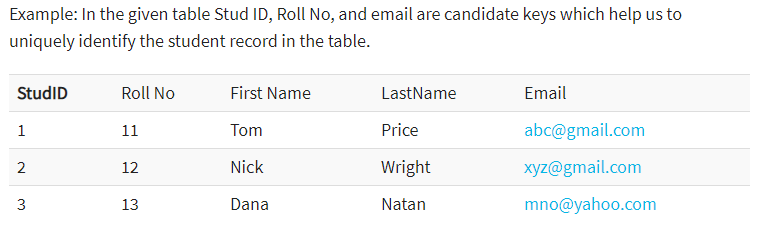 Example: In the given table Stud ID, Roll No, and email are candidate keys which help us to
uniquely identify the student record in the table.
StudID Roll No First Name LastName Email
1 11 Tom Price abc@gmail.com
2 12 Nick Wright xyz@gmail.com
3 13 Dana Natan mno@yahoo.com